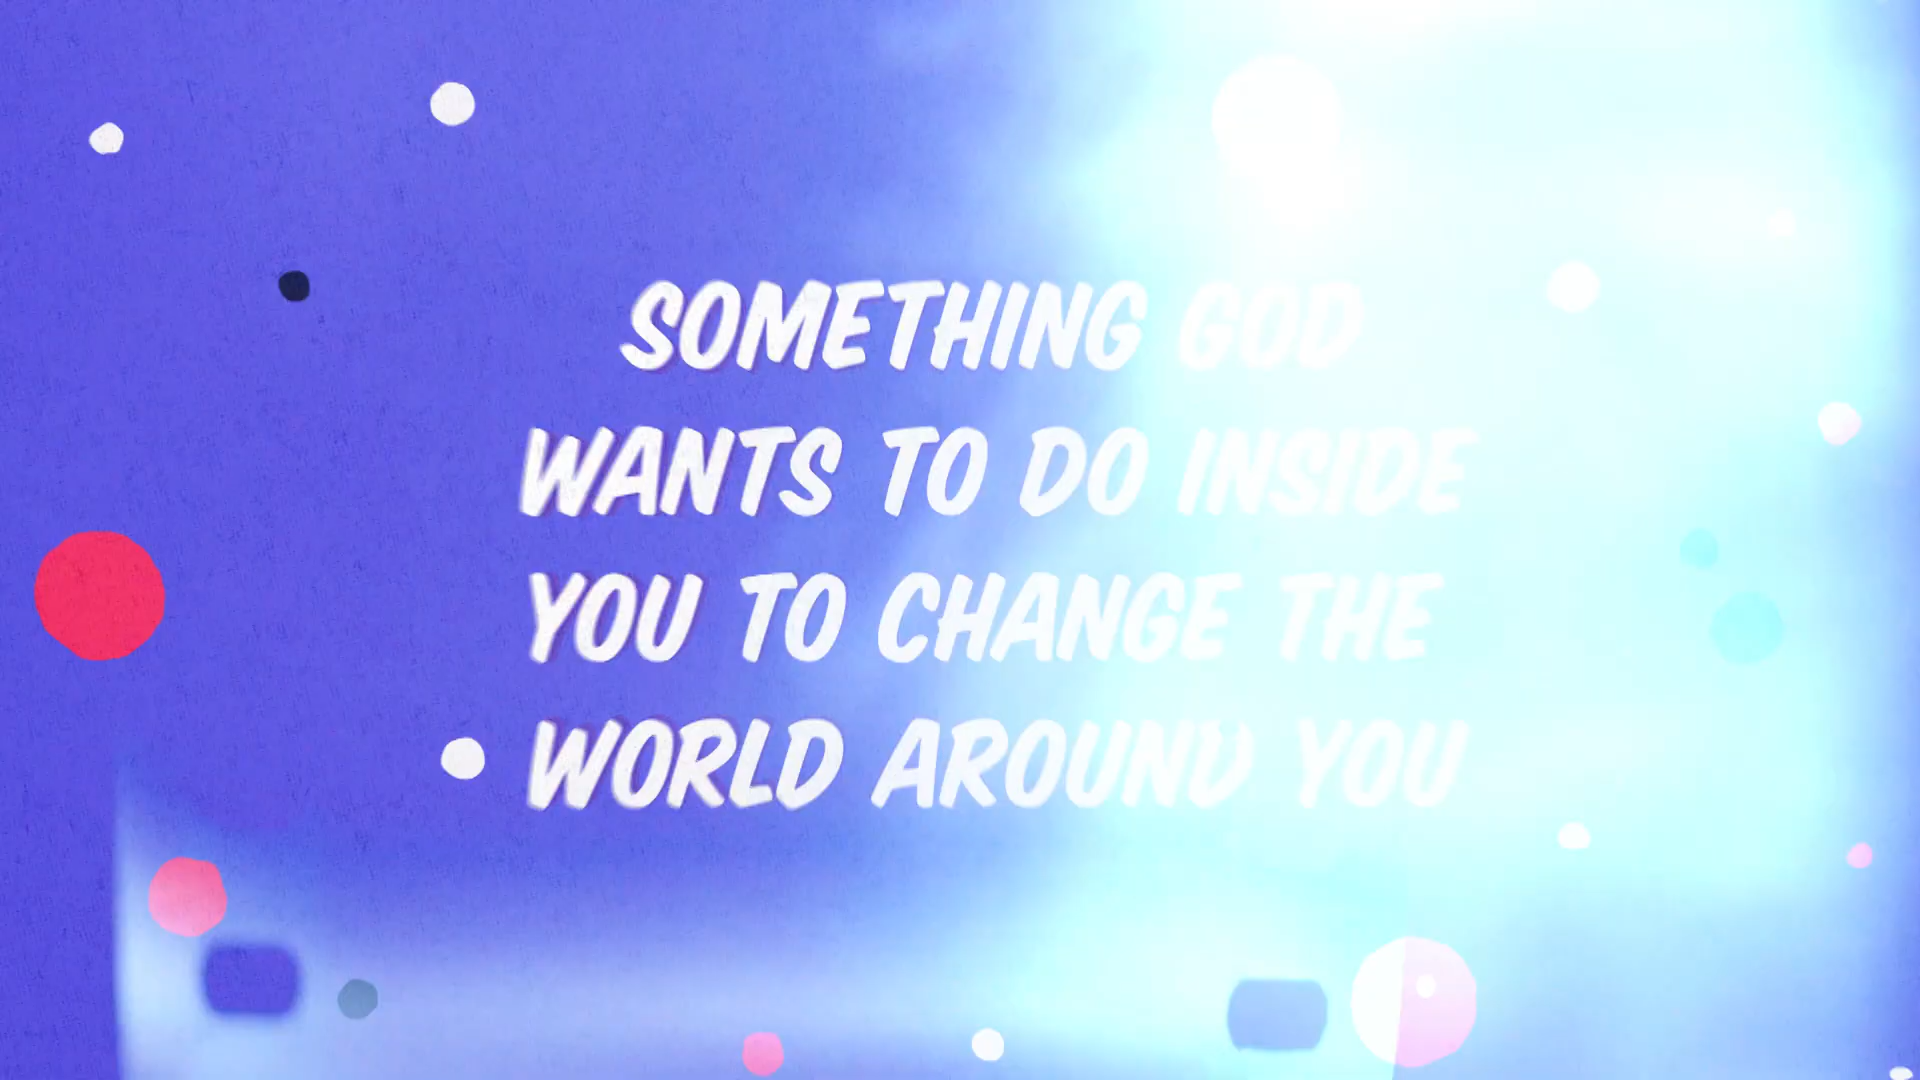 SOMETHING GOD
WANTS TO DO INSIDE
YOU TO CHANGE THE
WORLD AROUND YOU